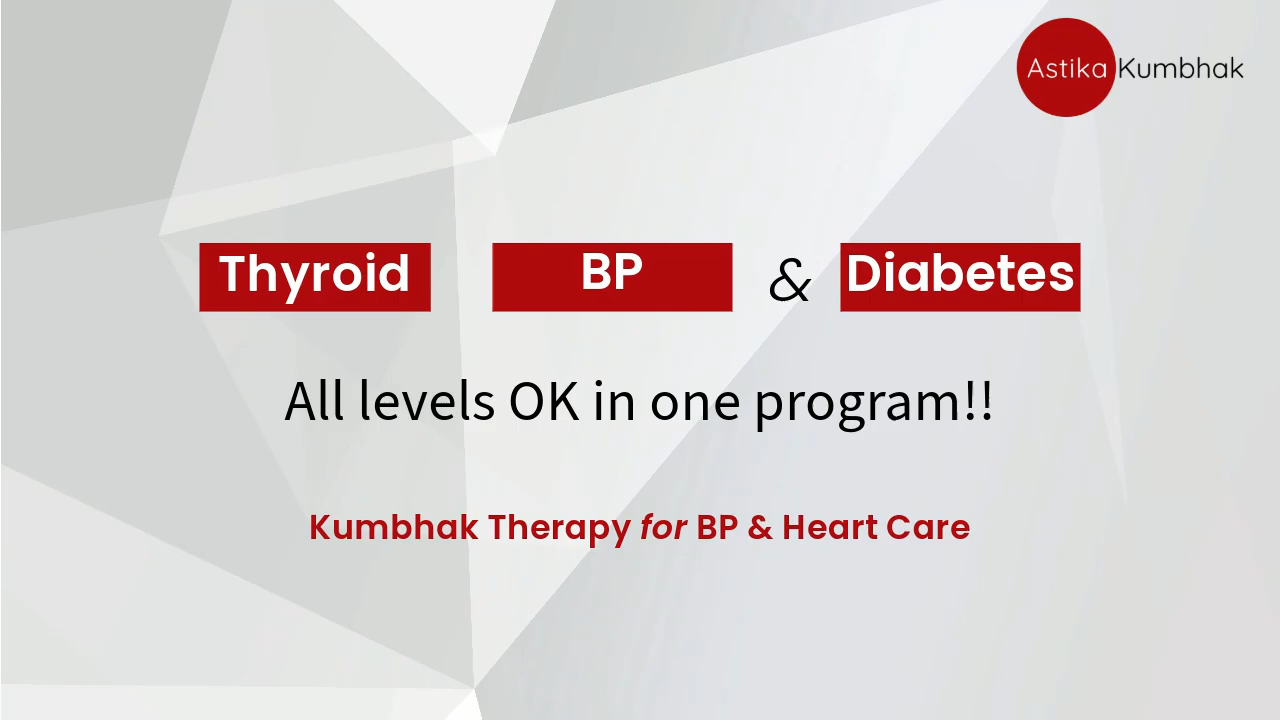 Astika Kumbhak
Thyroid BP & Diabetes
All levels OK in one program!!
Kumbhak Therapy for BP & Heart Care